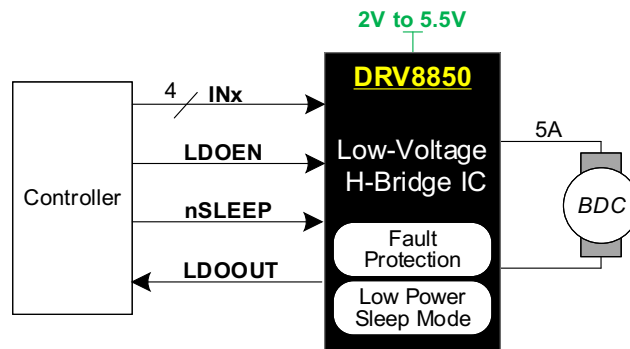 2V to 5.5V
DRV8850
4
INx
LDOEN
nSLEEP
LDOOUT
Controller
Low-Voltage
H-Bridge IC
Fault
Protection
Low Power
Sleep Mode
5A
BDC